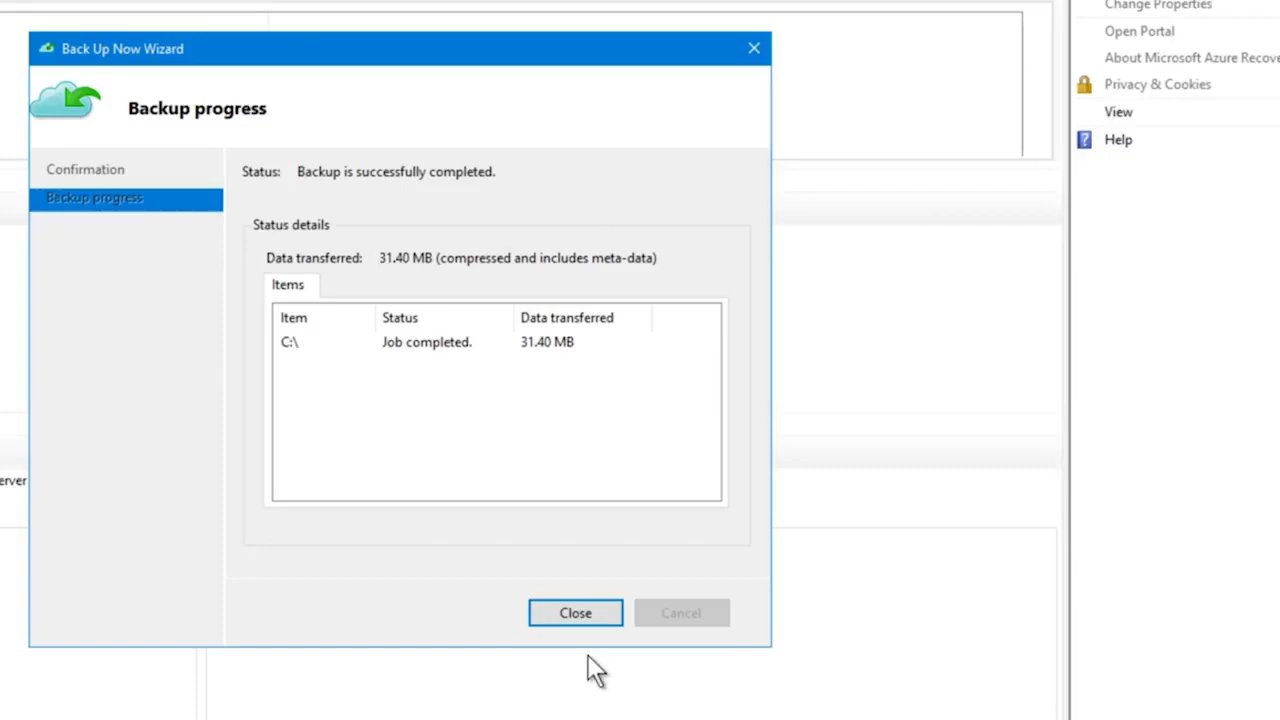 Back Up Now Wizard
Backup progress
Confirmation
Backup progress
Status: Backup is successfully completed.
Status details
Data transferred: 31.40 MB (compressed and includes meta-data)
Items
Item Status Data transferred
C:\ Job completed. 31.40 MB
Close Cancel
Change Properties
Open Portal
About Microsoft Azure Recove
Privacy & Cookies
View
? Help
erver